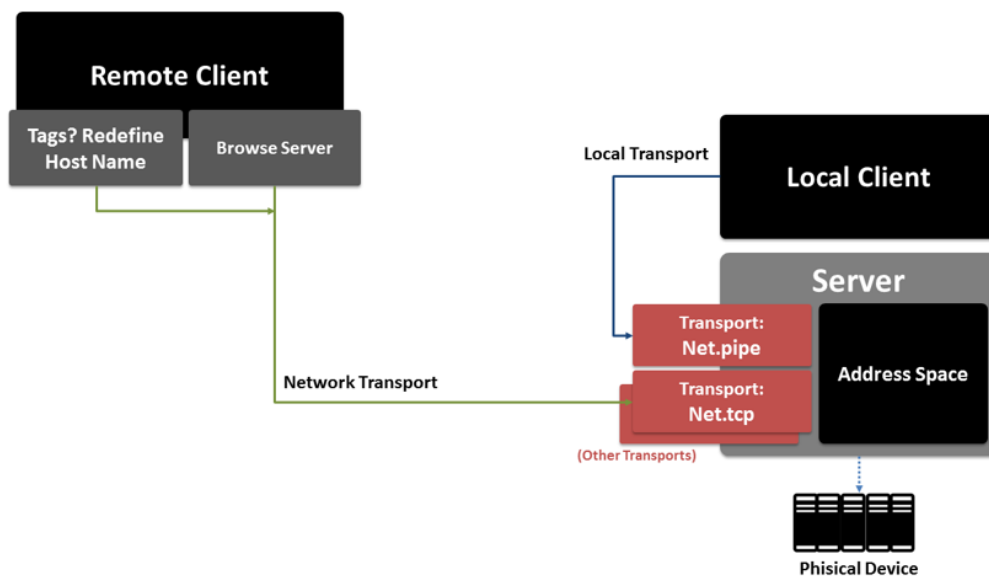 Remote Client
Tags? Redefine
Host Name
Browse Server
Local Transport
Local Client
Server
Transport:
Net.pipe
Address Space
Network Transport
Transport:
Net.tcp
(Other Transports)
Phisical Device